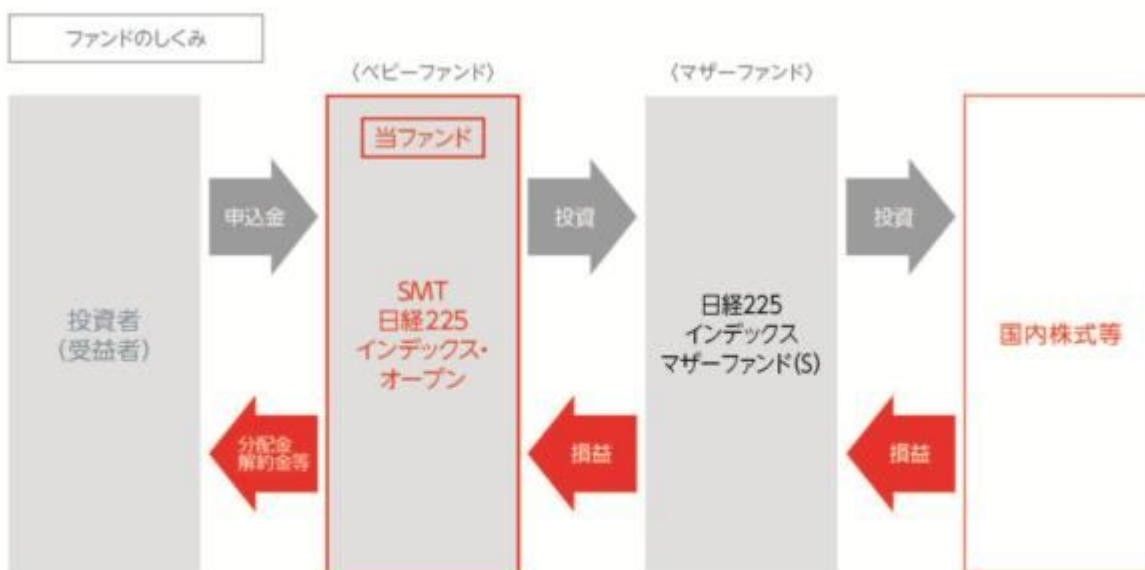 ファンドのしくみ
〈ベビーファンド〉
〈マザーファンド〉
当ファンド
申込金
投資
投資
投資者
(受益者)
SMT
日経225
インデックス・
オープン
日経225
インデックス
マザーファンド(S)
国内株式等
分配金
解約金等
損益
損益